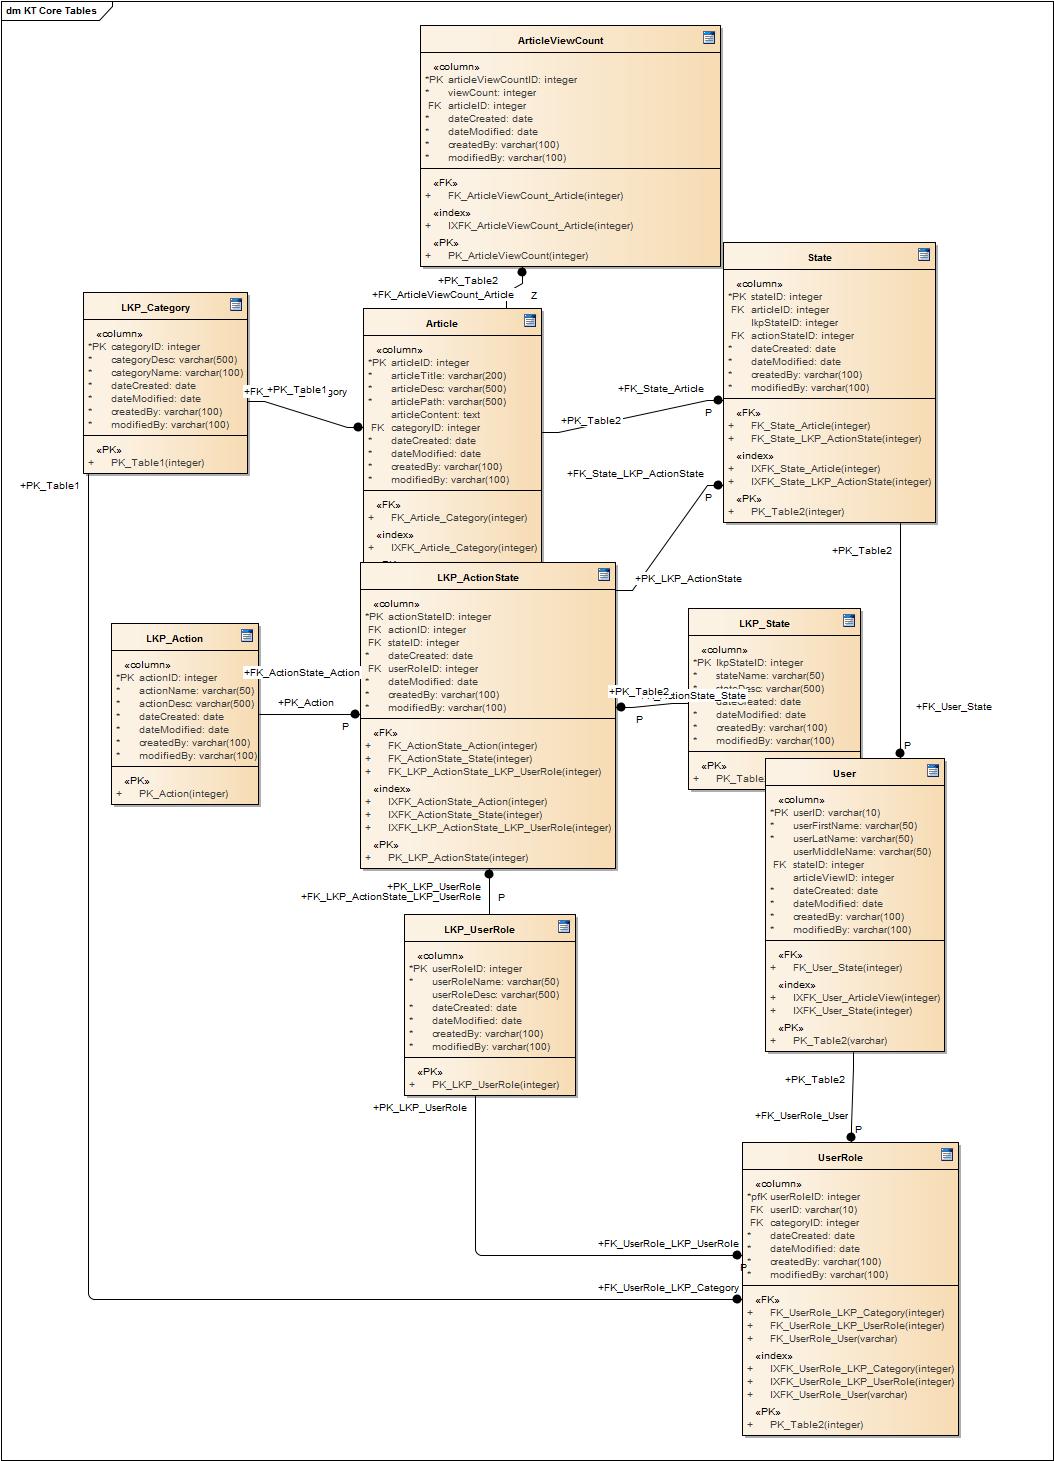 dm KT Core Tables
ArticleViewCount
«column»
*PK articleViewCountID: integer
* viewCount: integer
FK articleID: integer
* dateCreated: date
* dateModified: date
* createdBy: varchar(100)
* modifiedBy: varchar(100)
«FK»
+ FK_ArticleViewCount_Article(integer)
«index»
+ IXFK_ArticleViewCount_Article(integer)
«PK»
+ PK_ArticleViewCount(integer)
+PK_Table2
+FK_ArticleViewCount_Article
Z
State
«column»
*PK stateID: integer
FK articleID: integer
lkpStateID: integer
FK actionStateID: integer
* dateCreated: date
* dateModified: date
* createdBy: varchar(100)
* modifiedBy: varchar(100)
«FK»
+ FK_State_Article(integer)
+ FK_State_LKP_ActionState(integer)
«index»
+ IXFK_State_Article(integer)
+ IXFK_State_LKP_ActionState(integer)
«PK»
+ PK_Table2(integer)
LKP_Category
«column»
*PK categoryID: integer
* categoryDesc: varchar(500)
* categoryName: varchar(100)
* dateCreated: date
* dateModified: date
* createdBy: varchar(100)
* modifiedBy: varchar(100)
«PK»
+ PK_Table1(integer)
+PK_Table1
+FK_
+PK_Table1
gory
Article
«column»
*PK articleID: integer
* articleTitle: varchar(200)
* articleDesc: varchar(500)
* articlePath: varchar(500)
articleContent: text
FK categoryID: integer
* dateCreated: date
* dateModified: date
* createdBy: varchar(100)
* modifiedBy: varchar(100)
«FK»
+ FK_Article_Category(integer)
«index»
+ IXFK_Article_Category(integer)
+FK_State_Article
P
+PK_Table2
+FK_State_LKP_ActionState
P
+PK_LKP_ActionState
+PK_Table2
LKP_ActionState
«column»
*PK actionStateID: integer
FK actionID: integer
FK stateID: integer
* dateCreated: date
FK userRoleID: integer
* dateModified: date
* createdBy: varchar(100)
* modifiedBy: varchar(100)
«FK»
+ FK_ActionState_Action(integer)
+ FK_ActionState_State(integer)
+ FK_LKP_ActionState_LKP_UserRole(integer)
«index»
+ IXFK_ActionState_Action(integer)
+ IXFK_ActionState_State(integer)
+ IXFK_LKP_ActionState_LKP_UserRole(integer)
«PK»
+ PK_LKP_ActionState(integer)
LKP_Action
«column»
*PK actionID: integer
* actionName: varchar(50)
* actionDesc: varchar(500)
* dateCreated: date
* dateModified: date
* createdBy: varchar(100)
* modifiedBy: varchar(100)
«PK»
+ PK_Action(integer)
+FK_ActionState_Action
+PK_Action
P
LKP_State
«column»
*PK lkpStateID: integer
* stateName: varchar(50)
stateDesc: varchar(500)
dateCreated: date
* dateModified: date
* createdBy: varchar(100)
* modifiedBy: varchar(100)
«PK»
+ PK_Table
+PK_Table2
ActionState_State
P
+FK_User_State
P
User
«column»
*PK userID: varchar(10)
* userFirstName: varchar(50)
* userLatName: varchar(50)
userMiddleName: varchar(50)
FK stateID: integer
articleViewID: integer
* dateCreated: date
* dateModified: date
* createdBy: varchar(100)
* modifiedBy: varchar(100)
«FK»
+ FK_User_State(integer)
«index»
+ IXFK_User_ArticleView(integer)
+ IXFK_User_State(integer)
«PK»
+ PK_Table2(varchar)
+PK_LKP_UserRole
+FK_LKP_ActionState_LKP_UserRole
P
LKP_UserRole
«column»
*PK userRoleID: integer
* userRoleName: varchar(50)
userRoleDesc: varchar(500)
* dateCreated: date
* dateModified: date
* createdBy: varchar(100)
* modifiedBy: varchar(100)
«PK»
+ PK_LKP_UserRole(integer)
+PK_LKP_UserRole
+PK_Table2
+FK_UserRole_User
P
UserRole
«column»
*pfK userRoleID: integer
FK userID: varchar(10)
FK categoryID: integer
* dateCreated: date
* dateModified: date
* createdBy: varchar(100)
* modifiedBy: varchar(100)
«FK»
+ FK_UserRole_LKP_Category(integer)
+ FK_UserRole_LKP_UserRole(integer)
+ FK_UserRole_User(varchar)
«index»
+ IXFK_UserRole_LKP_Category(integer)
+ IXFK_UserRole_LKP_UserRole(integer)
+ IXFK_UserRole_User(varchar)
«PK»
+ PK_Table2(integer)
+FK_UserRole_LKP_UserRole
P
+FK_UserRole_LKP_Category